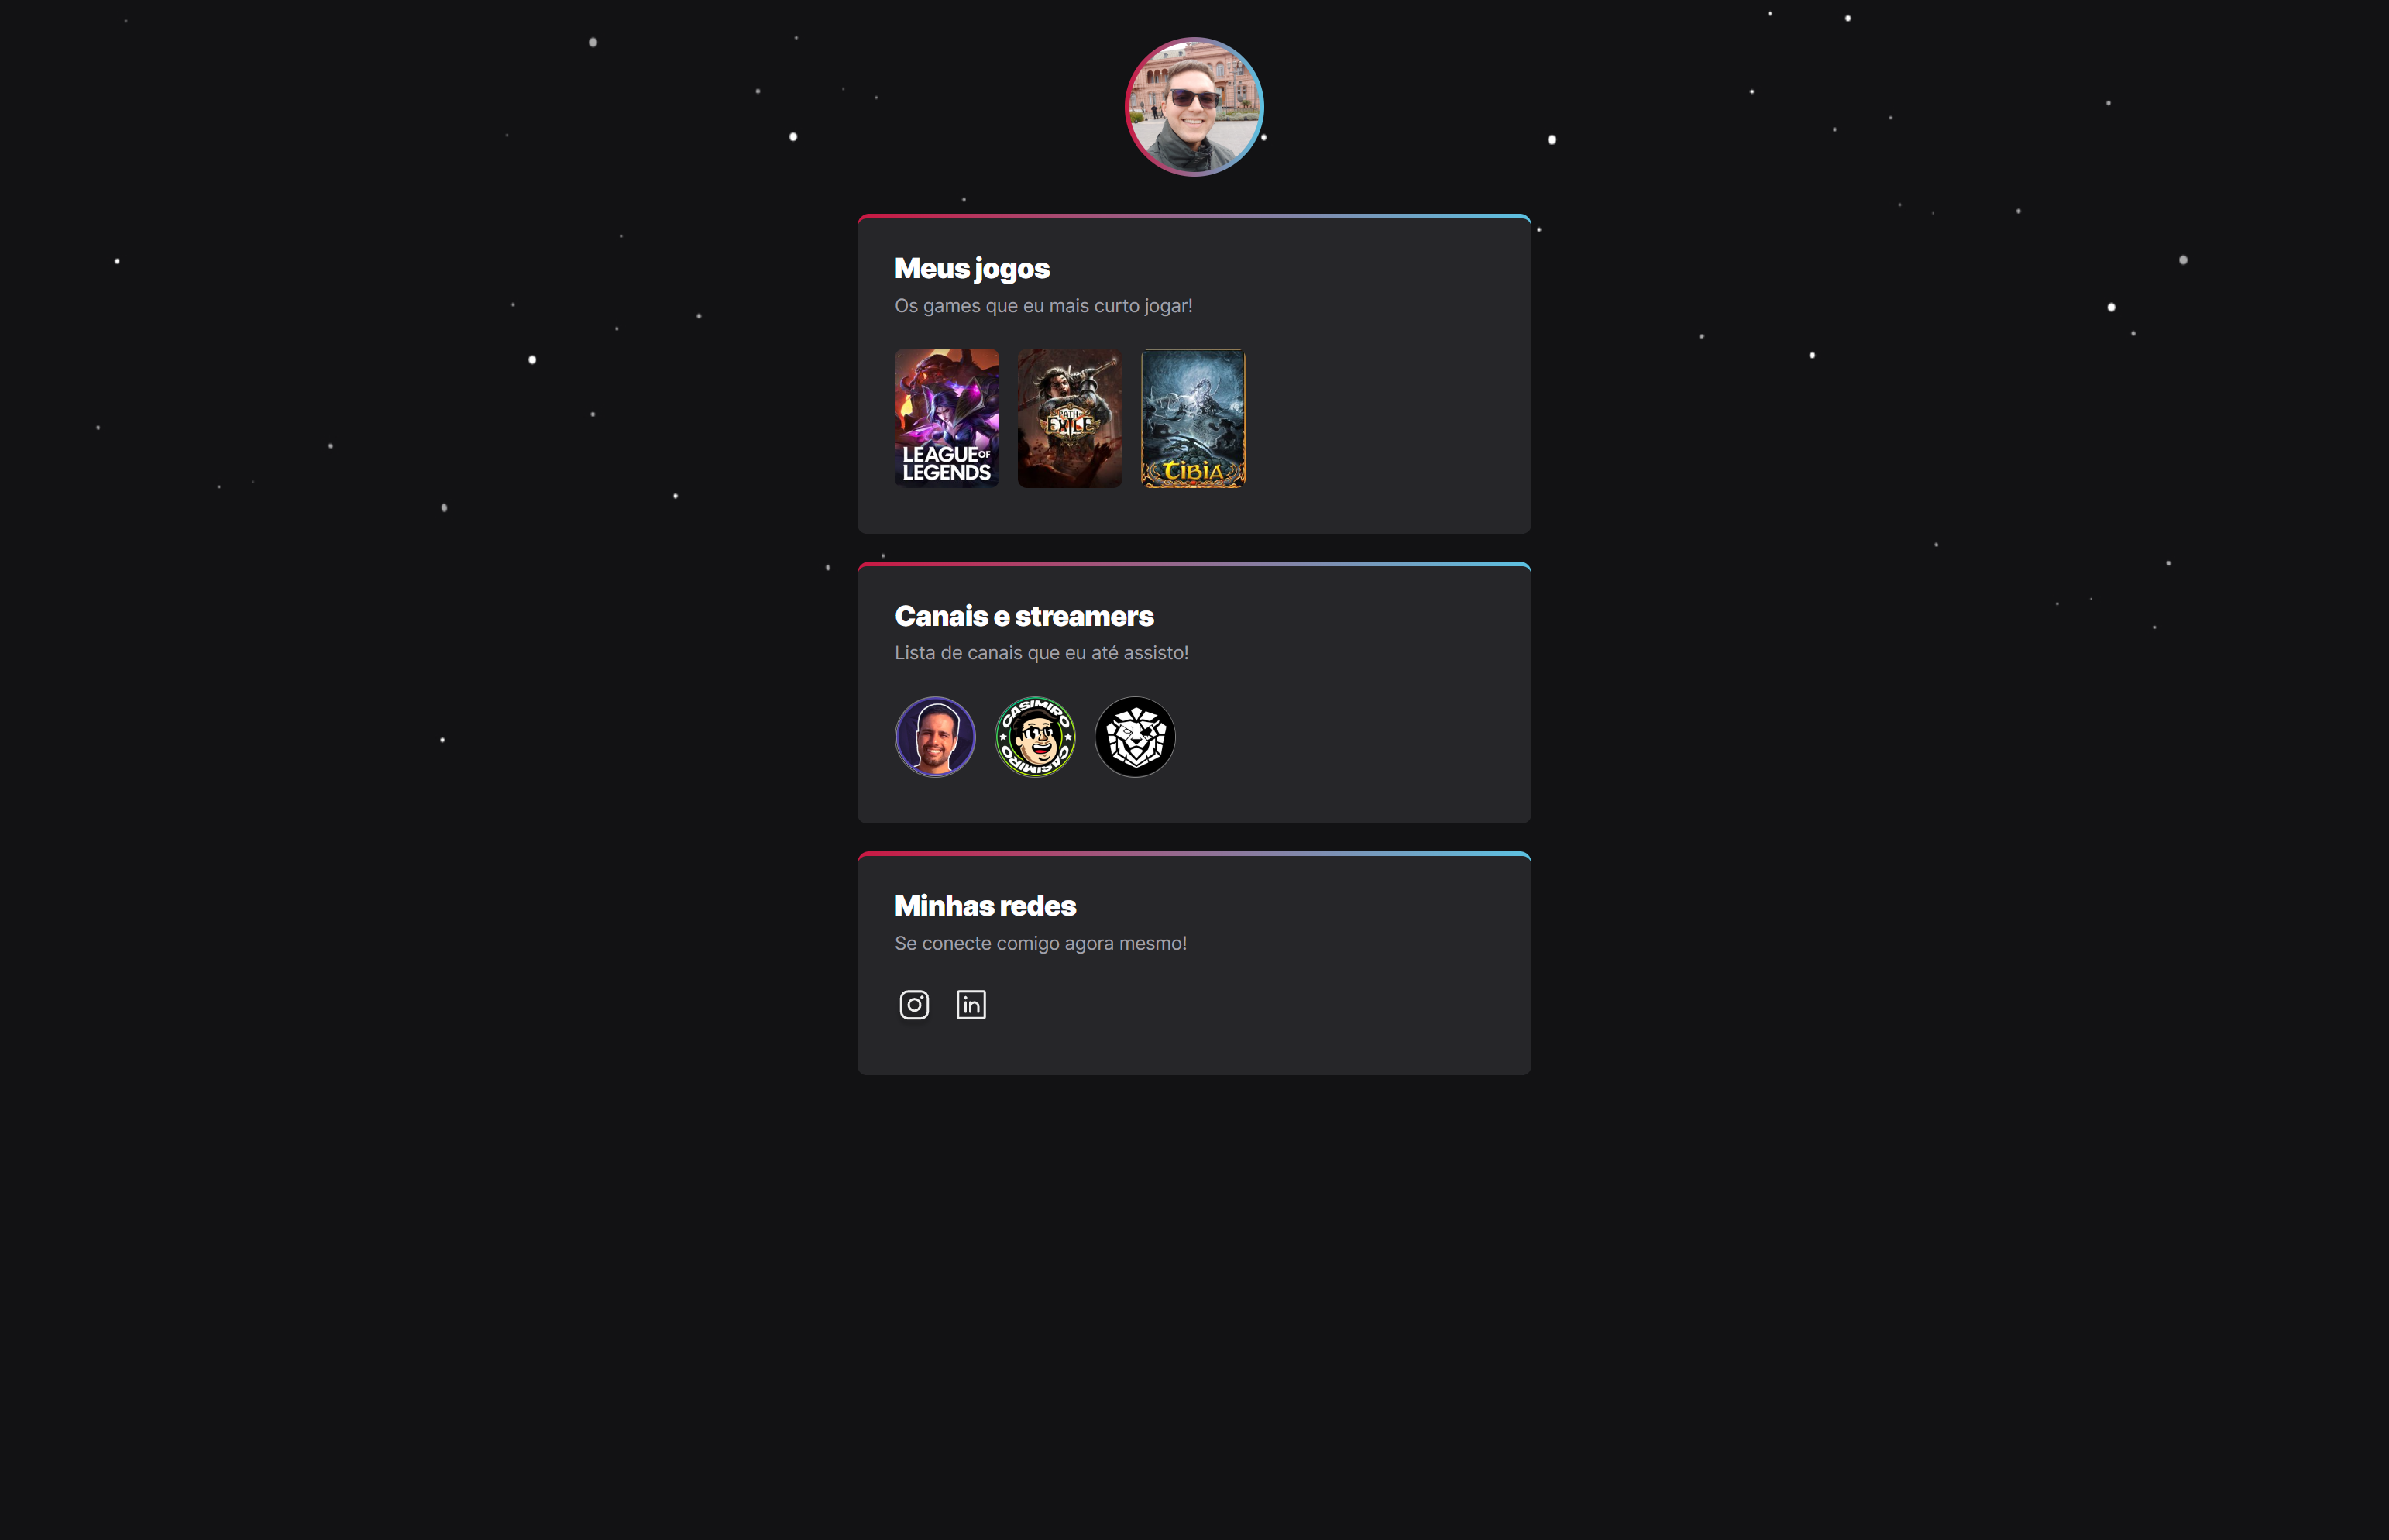 Meus jogos
Os games que eu mais curto jogar!
LEAGUE OF
LEGENDS
PATH
EXILE
TIBIA
Canais e streamers
Lista de canais que eu até assisto!
CASIMIRO
CASIMIRO
Minhas redes
Se conecte comigo agora mesmo!
in